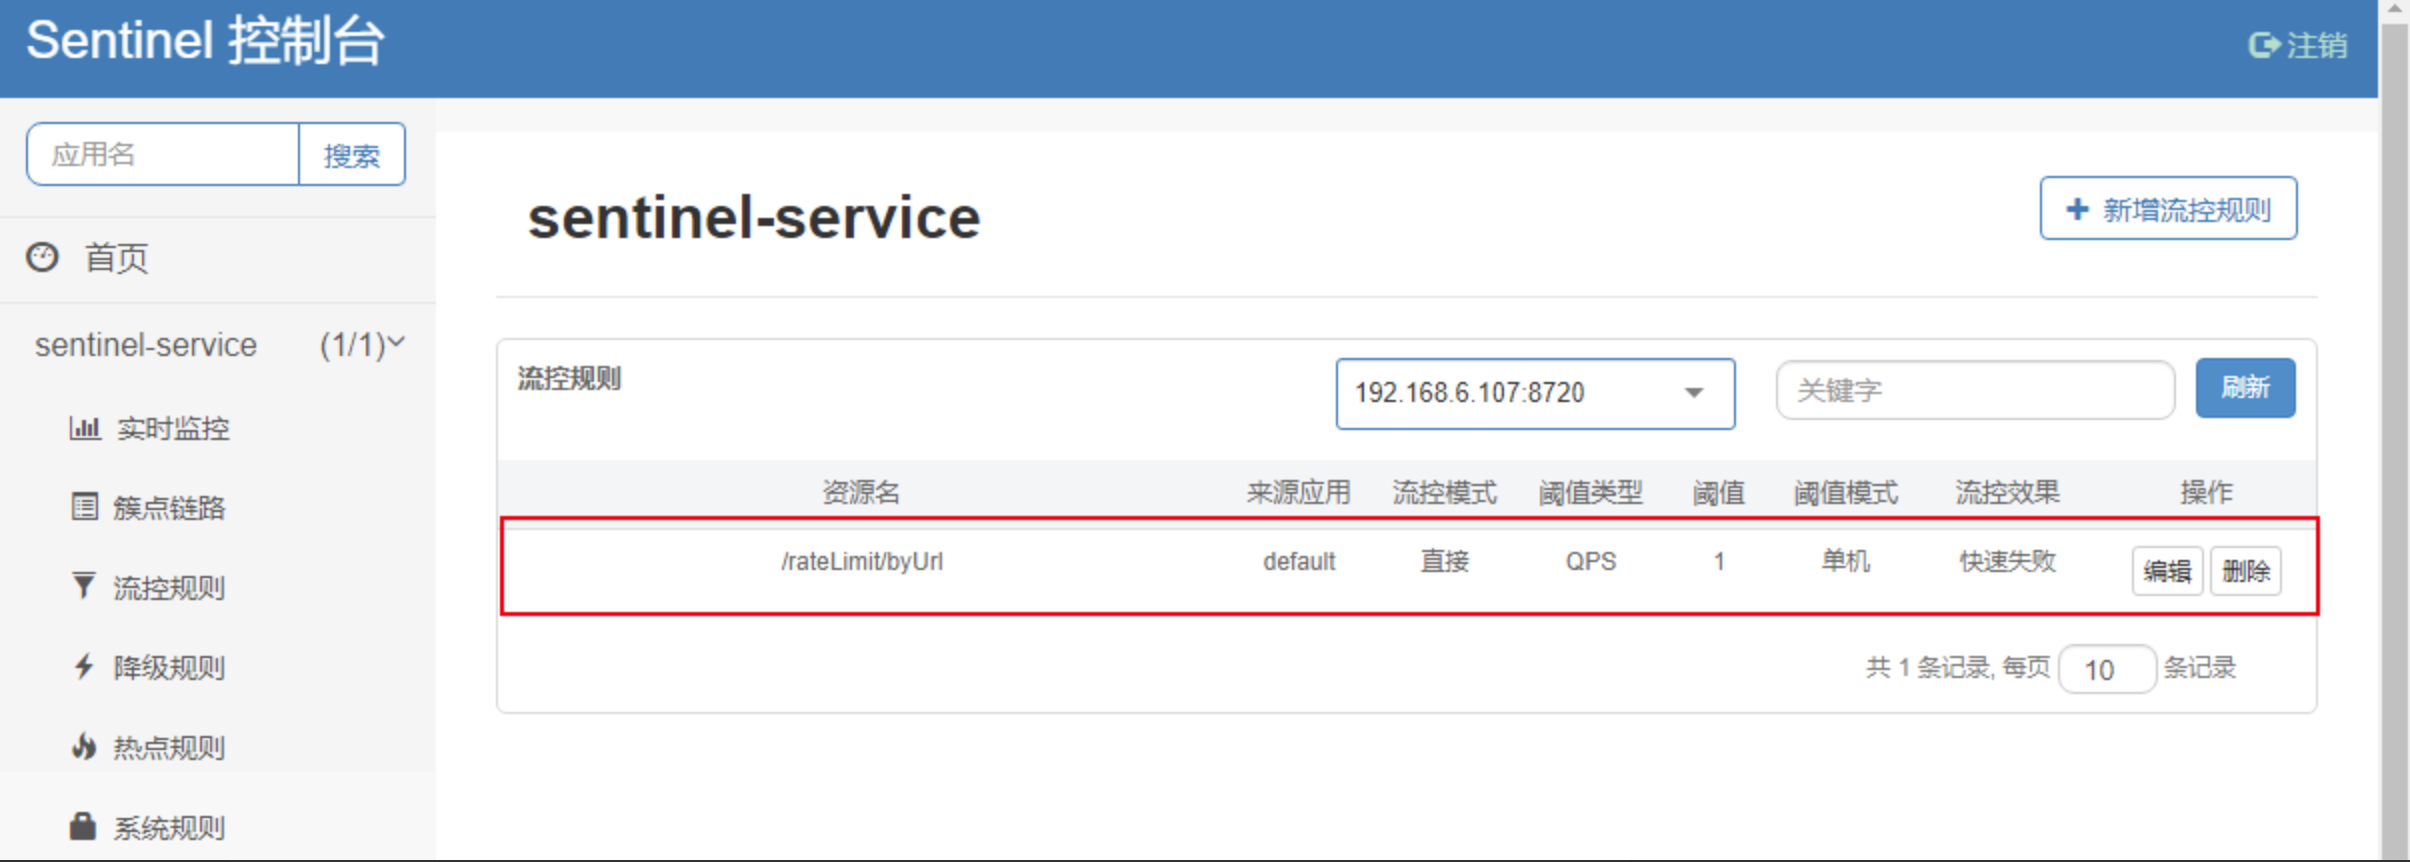 Sentinel 控制台
注销
应用名
搜索
首页
sentinel-service (1/1)
实时监控
簇点链路
流控规则
降级规则
热点规则
系统规则
sentinel-service
+ 新增流控规则
流控规则
192.168.6.107:8720
关键字
刷新
资源名 来源应用 流控模式 阈值类型 阈值 阈值模式 流控效果 操作
/rateLimit/byUrl default 直接 QPS 1 单机 快速失败 编辑 删除
共 1 条记录, 每页 10 条记录